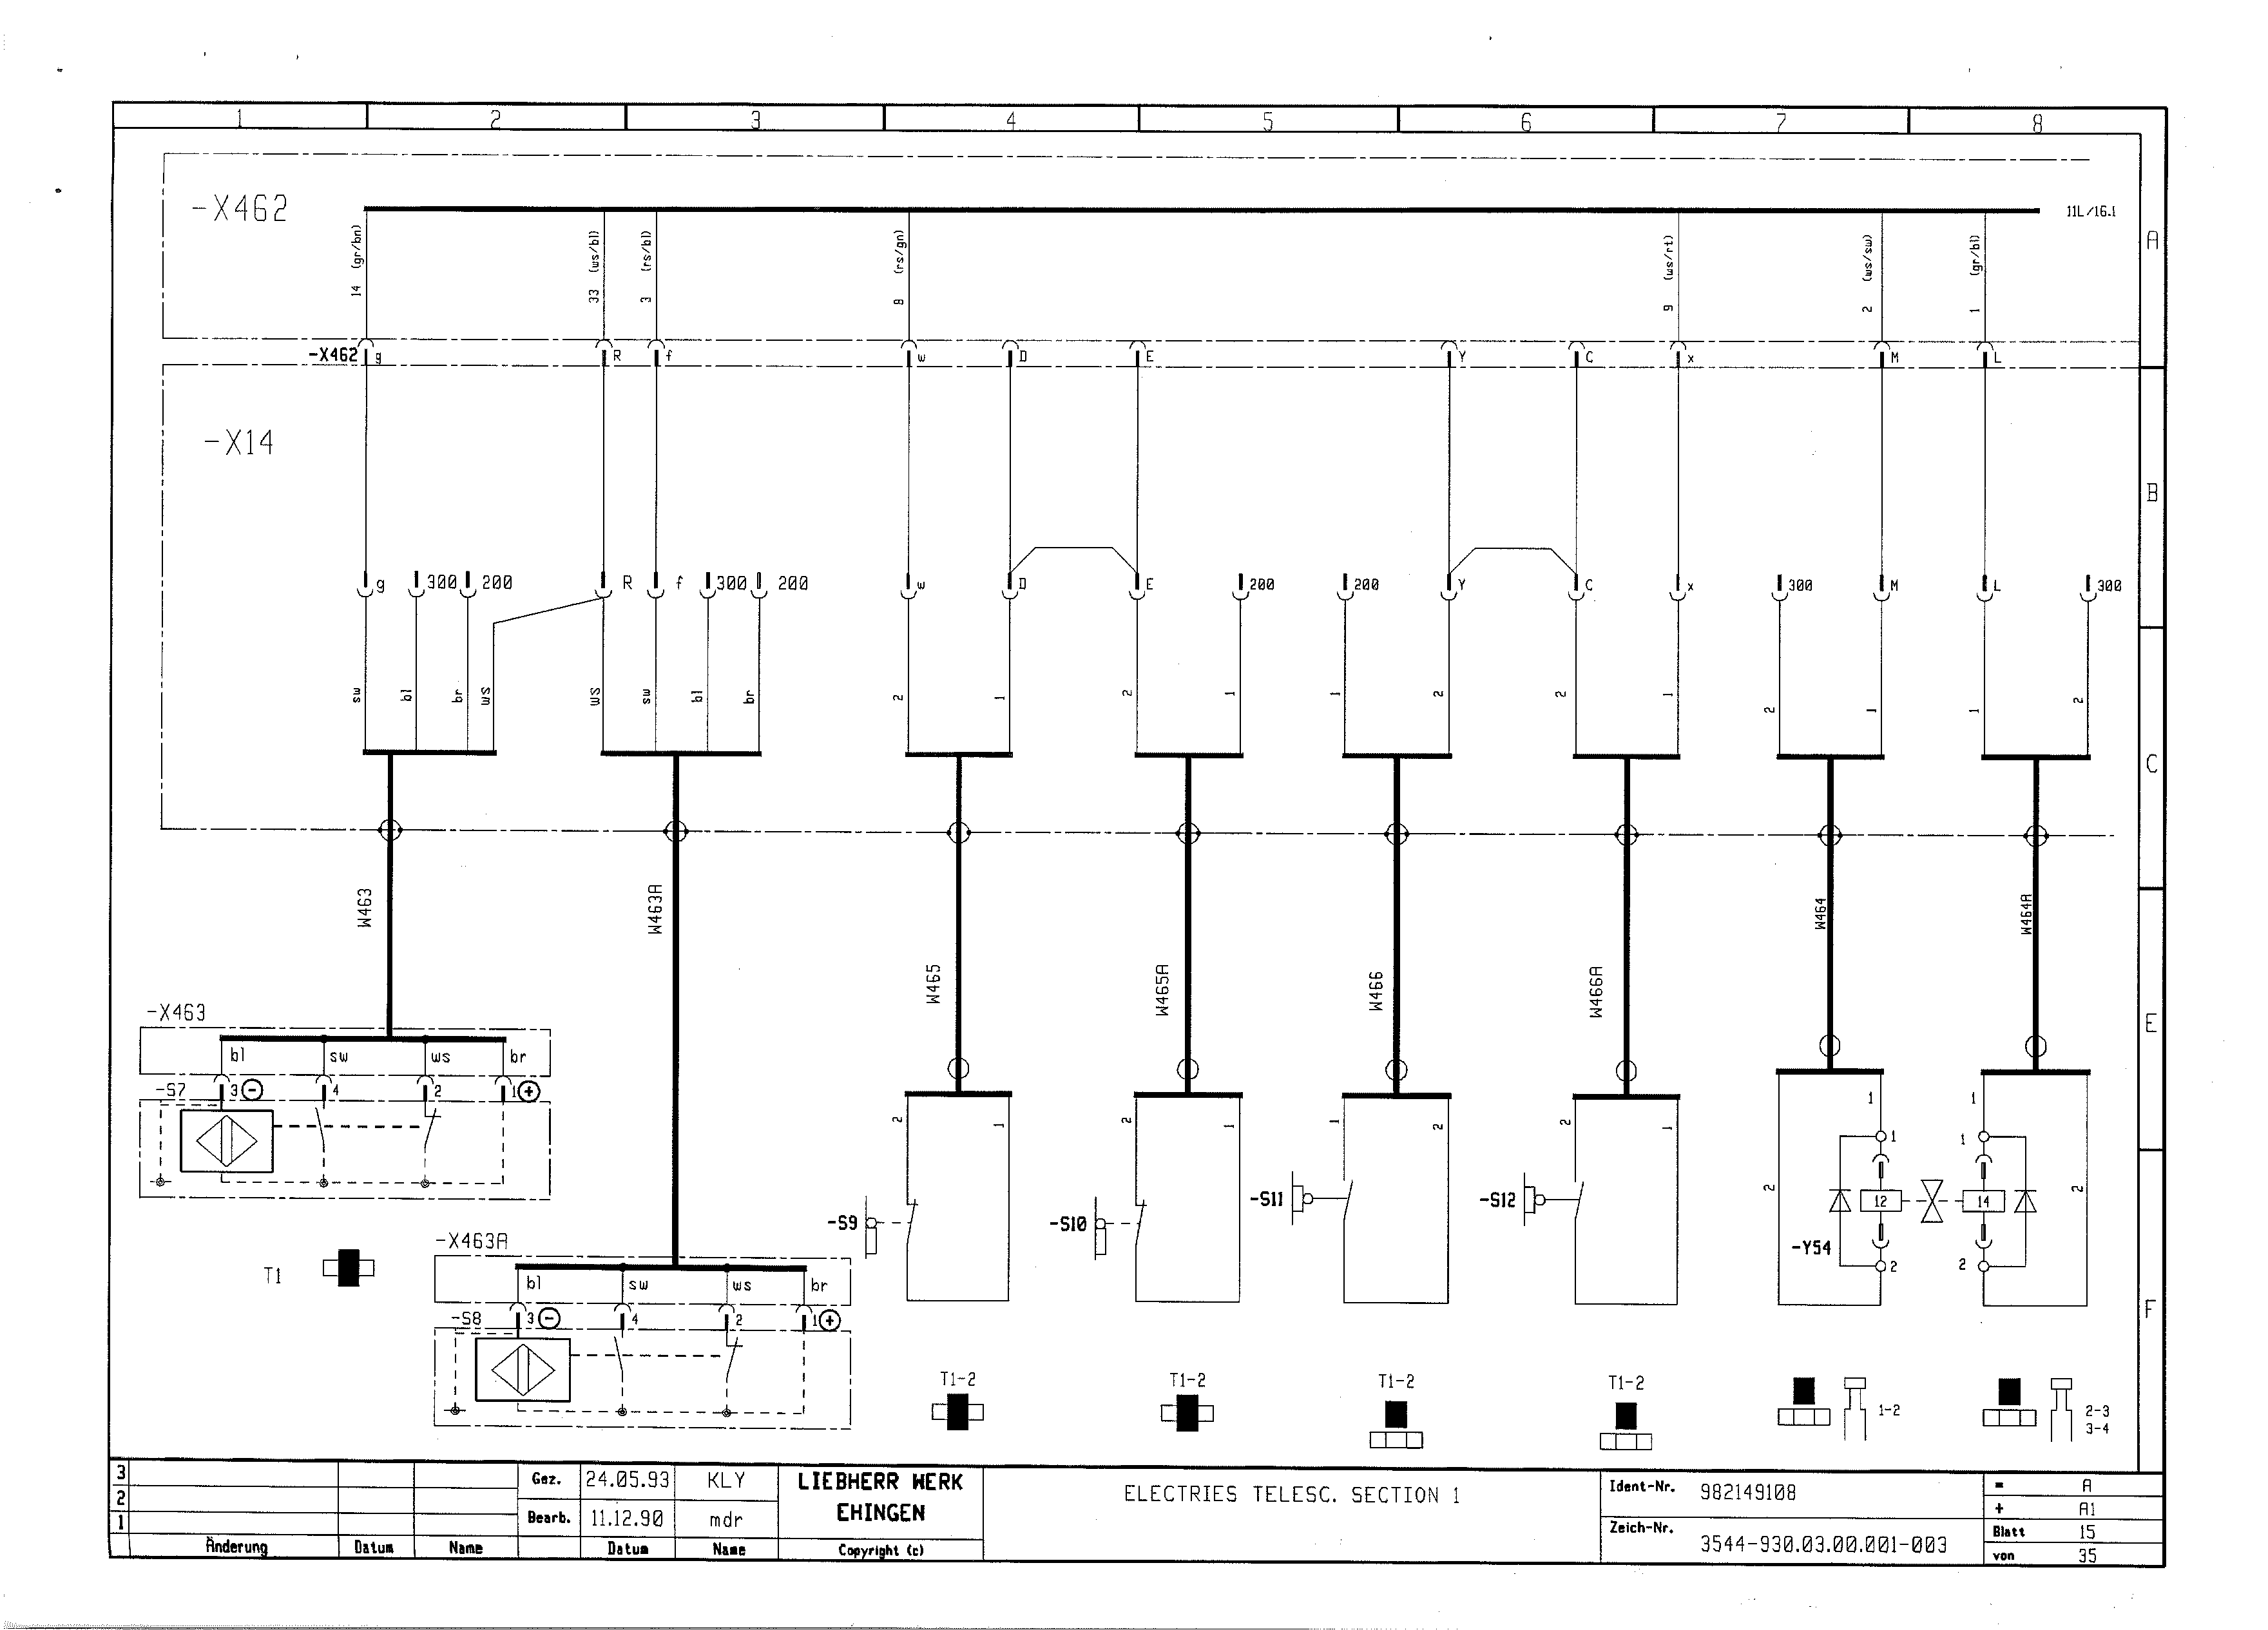 1 2 3 4 5 6 7 8
-X462
11L/16.1
A
14 (gr/bn) 33 (ws/bl) 3 (rs/bl) 8 (rs/gn) 9 (ws/rt) 2 (ws/sw) 1 (gr/bl)
-X462 g R f w D E Y C x M L
-X14
B
g 300 200 R f 300 200 w D E 200 200 Y C x 300 M L 300
sw bl br ws ws sw bl br 2 1 2 1 1 2 2 1 2 1 1 2
C
W463 W463A W465 W465A W466 W466A W464 W464A
-X463
E
bl sw ws br
-S7 3 - 4 2 1 +
2 1 2 1 1 2 2 1 1 1
1 1
2 2
-S9 -S10 -S11 -S12 12 14
-Y54
2 2
-X463A
T1
bl sw ws br
F
-S8 3 - 4 2 1 +
T1-2 T1-2 T1-2 T1-2
1-2 2-3
3-4
3 Gez. 24.05.93 KLY LIEBHERR WERK
2 EHINGEN
1 Bearb. 11.12.90 mdr
Änderung Datum Name Datum Name Copyright (c)
ELECTRIES TELESC. SECTION 1
Ident-Nr. 982149108
Zeich-Nr. 3544-930.03.00.001-003
= A
+ A1
Blatt 15
von 35